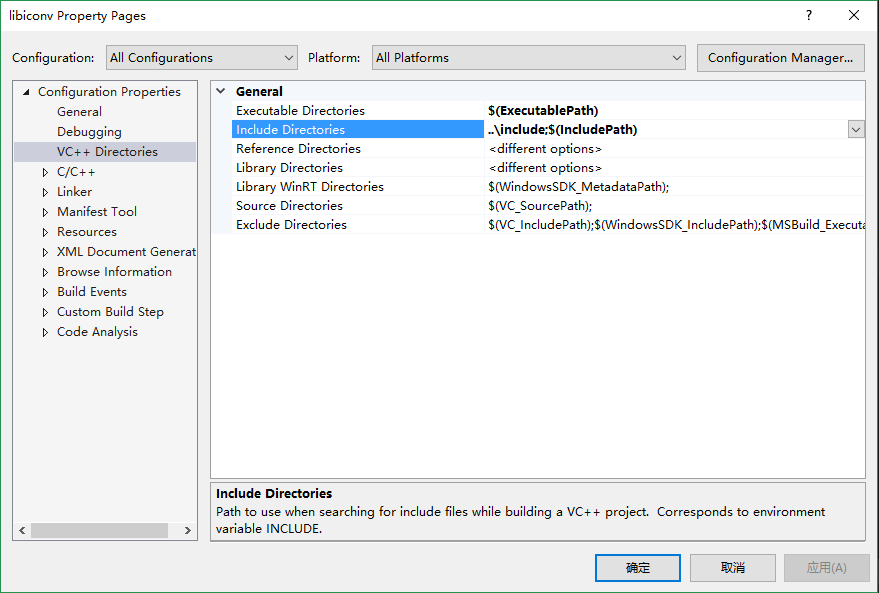 libiconv Property Pages
?
Configuration: All Configurations Platform: All Platforms Configuration Manager...
Configuration Properties
General
Debugging
VC++ Directories
C/C++
Linker
Manifest Tool
Resources
XML Document Generat
Browse Information
Build Events
Custom Build Step
Code Analysis
General
Executable Directories $(ExecutablePath)
Include Directories ..\include;$(IncludePath)
Reference Directories <different options>
Library Directories <different options>
Library WinRT Directories $(WindowsSDK_MetadataPath);
Source Directories $(VC_SourcePath);
Exclude Directories $(VC_IncludePath);$(WindowsSDK_IncludePath);$(MSBuild_Executa
Include Directories
Path to use when searching for include files while building a VC++ project. Corresponds to environment
variable INCLUDE.
确定 取消 应用(A)